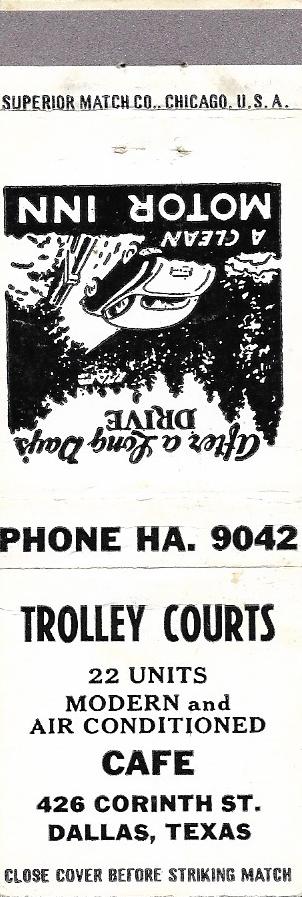 SUPERIOR MATCH CO., CHICAGO, U.S.A.
After a Long Day's
DRIVE
A CLEAN
MOTOR INN
PHONE HA. 9042
TROLLEY COURTS
22 UNITS
MODERN and
AIR CONDITIONED
CAFE
426 CORINTH ST.
DALLAS, TEXAS
CLOSE COVER BEFORE STRIKING MATCH